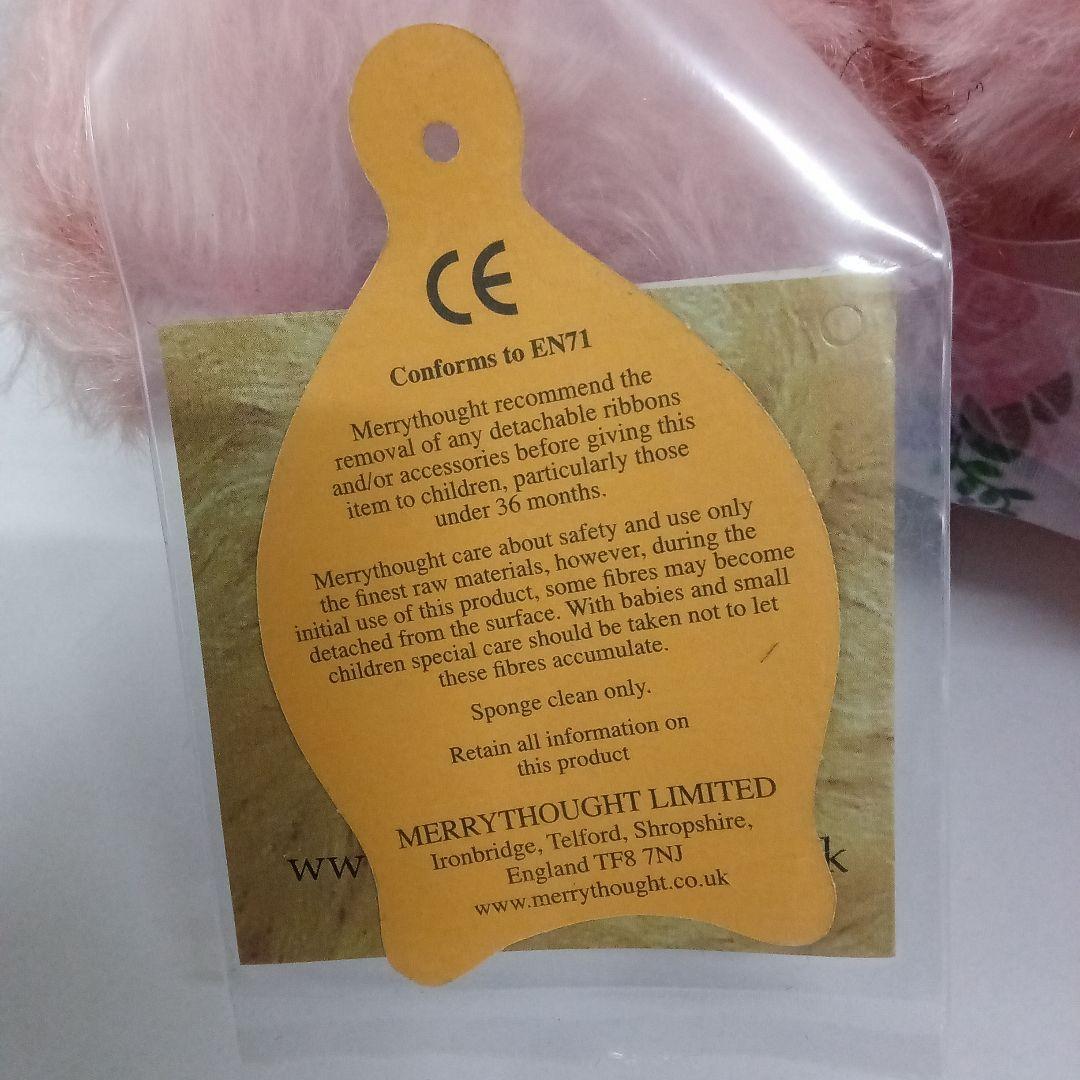 CE
Conforms to EN71
Merrythought recommend the
removal of any detachable ribbons
and/or accessories before giving this
item to children, particularly those
under 36 months.
Merrythought care about safety and use only
the finest raw materials, however, during the
initial use of this product, some fibres may become
detached from the surface. With babies and small
children special care should be taken not to let
these fibres accumulate.
Sponge clean only.
Retain all information on
this product
MERRYTHOUGHT LIMITED
Ironbridge, Telford, Shropshire,
England TF8 7NJ
www.merrythought.co.uk